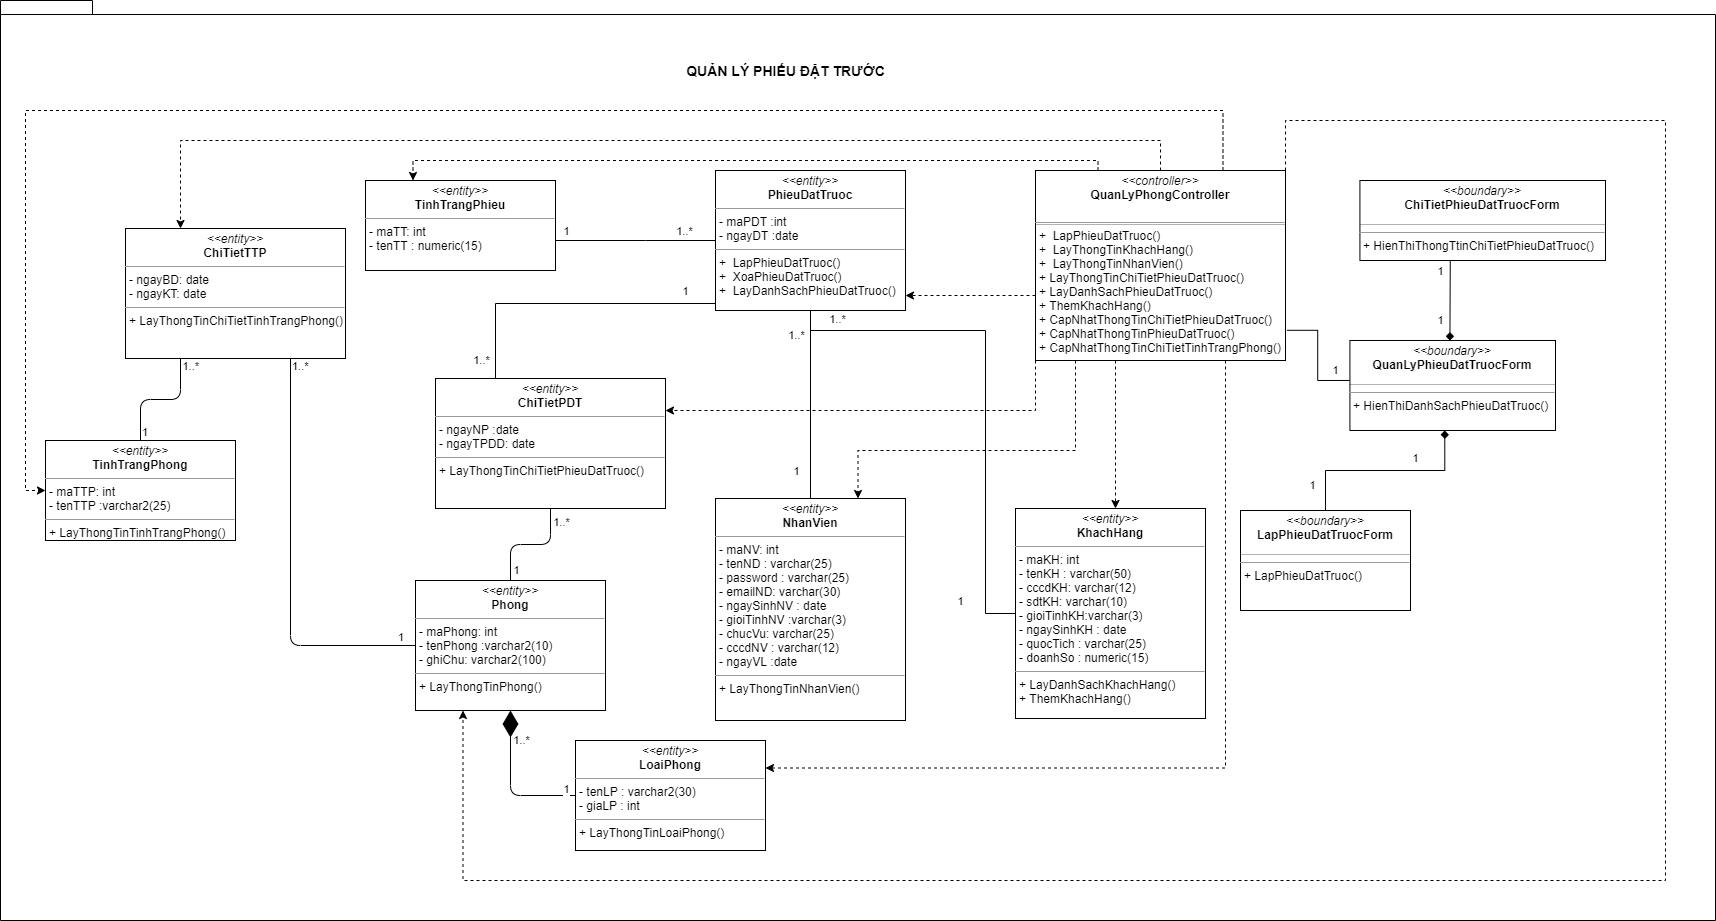 QUẢN LÝ PHIẾU ĐẶT TRƯỚC
<<entity>>
TinhTrangPhieu
- maTT: int
- tenTT : numeric(15)
1
1..*
<<entity>>
PhieuDatTruoc
- maPDT :int
- ngayDT :date
+ LapPhieuDatTruoc()
+ XoaPhieuDatTruoc()
+ LayDanhSachPhieuDatTruoc()
1
1..*
1..*
<<controller>>
QuanLyPhongController
+ LapPhieuDatTruoc()
+ LayThongTinKhachHang()
+ LayThongTinNhanVien()
+ LayThongTinChiTietPhieuDatTruoc()
+ LayDanhSachPhieuDatTruoc()
+ ThemKhachHang()
+ CapNhatThongTinChiTietPhieuDatTruoc()
+ CapNhatThongTinPhieuDatTruoc()
+ CapNhatThongTinChiTietTinhTrangPhong()
<<boundary>>
ChiTietPhieuDatTruocForm
+ HienThiThongTtinChiTietPhieuDatTruoc()
1
1
<<entity>>
ChiTietTTP
- ngayBD: date
- ngayKT: date
+ LayThongTinChiTietTinhTrangPhong()
1..*
1..*
<<boundary>>
QuanLyPhieuDatTruocForm
+ HienThiDanhSachPhieuDatTruoc()
1
1
1
1..*
<<entity>>
ChiTietPDT
- ngayNP :date
- ngayTPDD: date
+ LayThongTinChiTietPhieuDatTruoc()
1..*
1
<<entity>>
TinhTrangPhong
- maTTP: int
- tenTTP :varchar2(25)
+ LayThongTinTinhTrangPhong()
1
<<entity>>
NhanVien
- maNV: int
- tenND : varchar(25)
- password : varchar(25)
- emailND: varchar(30)
- ngaySinhNV : date
- gioiTinhNV :varchar(3)
- chucVu: varchar(25)
- cccdNV : varchar(12)
- ngayVL :date
+ LayThongTinNhanVien()
1
<<entity>>
KhachHang
- maKH: int
- tenKH : varchar(50)
- cccdKH: varchar(12)
- sdtKH: varchar(10)
- gioiTinhKH:varchar(3)
- ngaySinhKH : date
- quocTich : varchar(25)
- doanhSo : numeric(15)
+ LayDanhSachKhachHang()
+ ThemKhachHang()
<<boundary>>
LapPhieuDatTruocForm
+ LapPhieuDatTruoc()
1
<<entity>>
Phong
- maPhong: int
- tenPhong :varchar2(10)
- ghiChu: varchar2(100)
+ LayThongTinPhong()
1
1..*
1
<<entity>>
LoaiPhong
- tenLP : varchar2(30)
- giaLP : int
+ LayThongTinLoaiPhong()